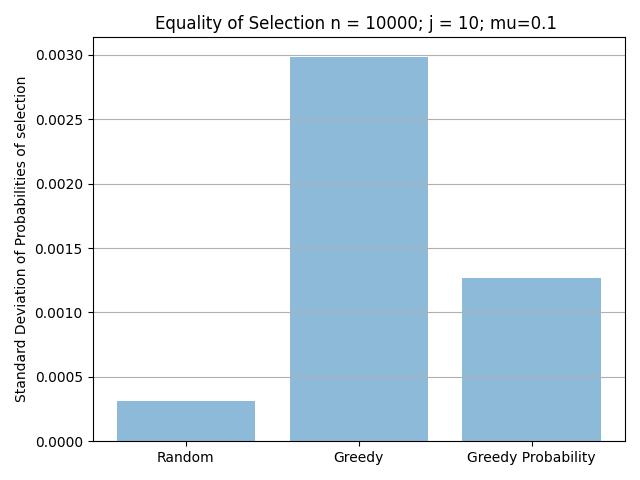 Equality of Selection n = 10000; j = 10; mu=0.1
Standard Deviation of Probabilities of selection
0.0030
0.0025
0.0020
0.0015
0.0010
0.0005
0.0000
Random
Greedy
Greedy Probability